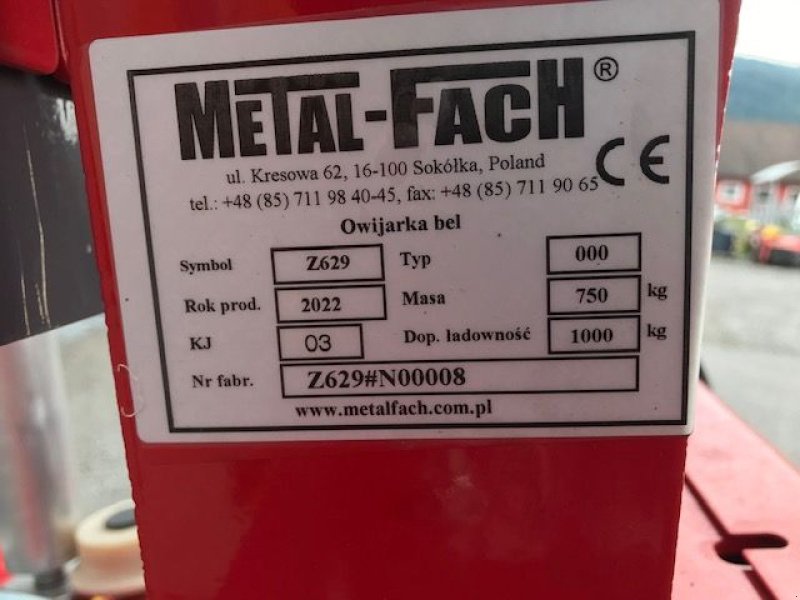 METAL-FACH®
ul. Kresowa 62, 16-100 Sokółka, Poland
tel.: +48 (85) 711 98 40-45, fax: +48 (85) 711 90 65
CE
Owijarka bel
Symbol Z629 Typ 000
Rok prod. 2022 Masa 750 kg
KJ 03 Dop. ładowność 1000 kg
Nr fabr. Z629#N00008
www.metalfach.com.pl